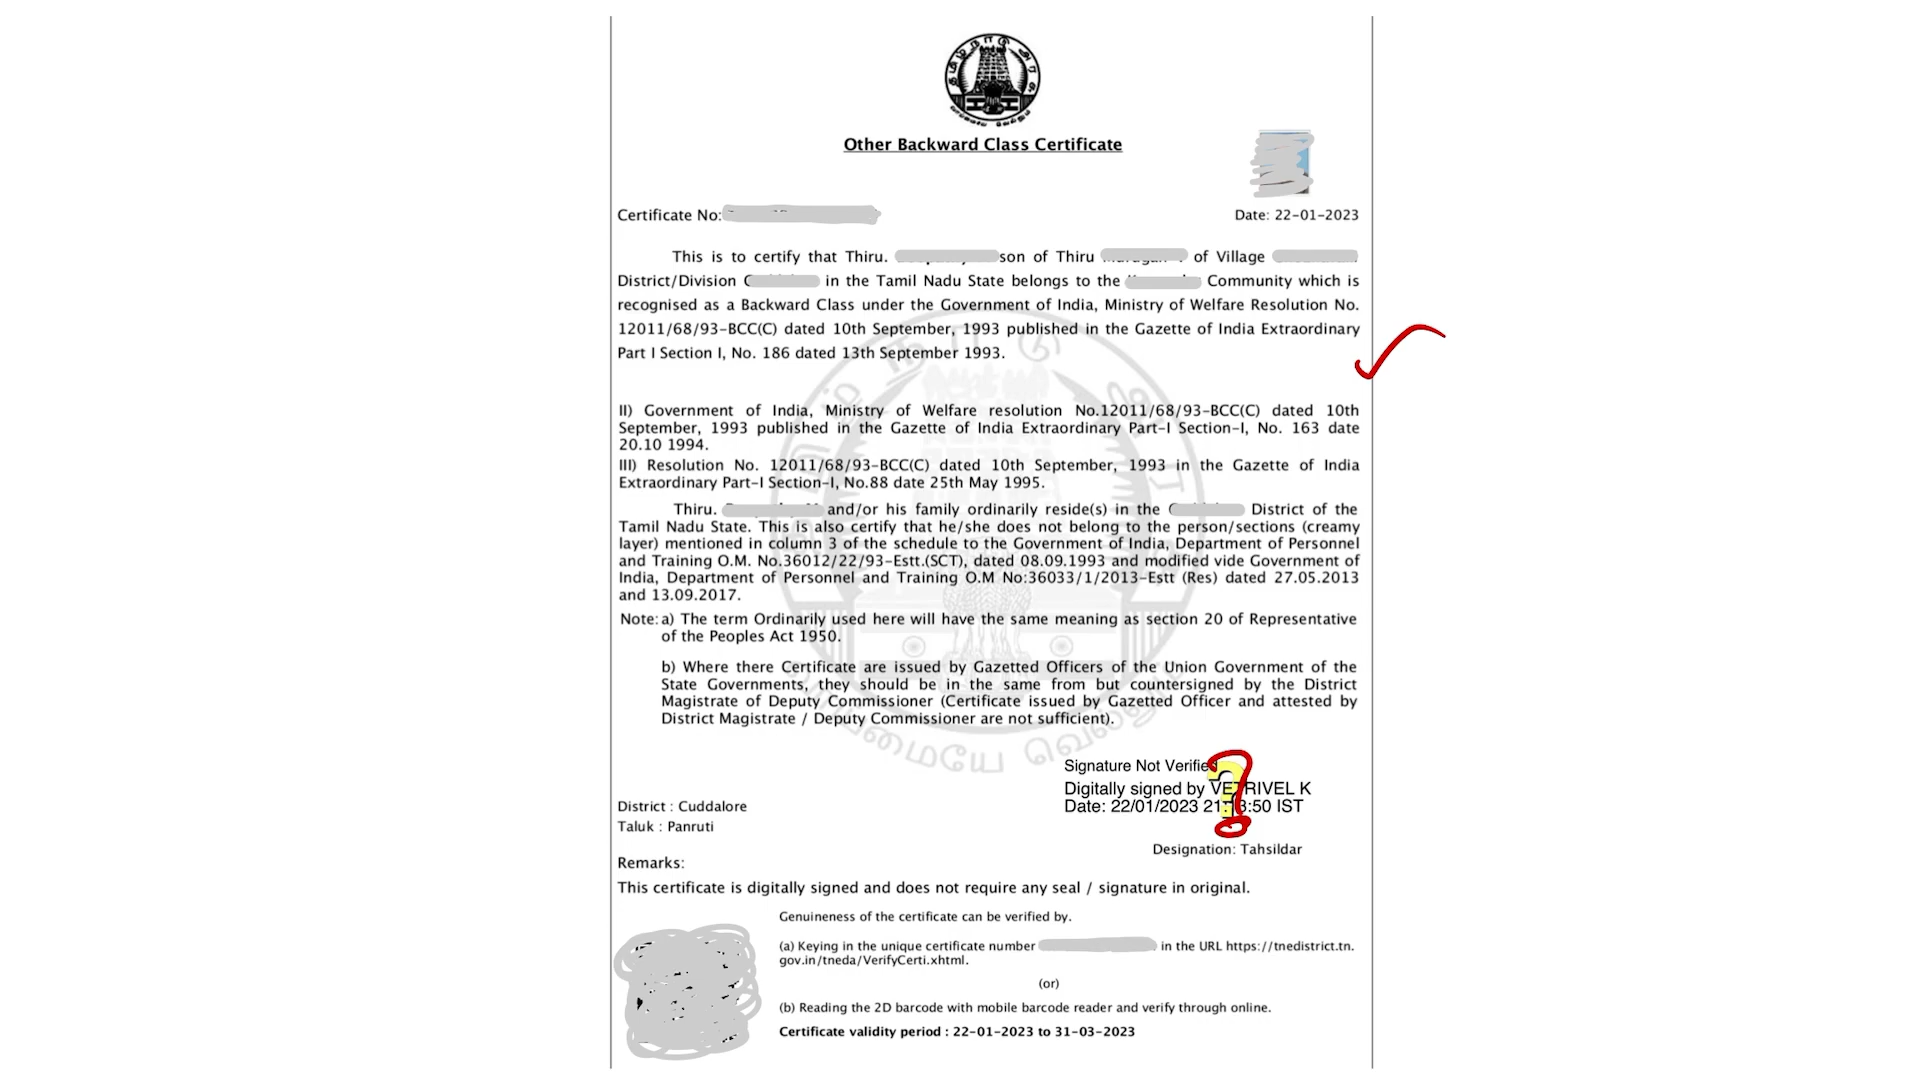 தமிழ்நாடு அரசு
வாய்மையே வெல்லும்
Other Backward Class Certificate
Certificate No:
Date: 22-01-2023
This is to certify that Thiru. son of Thiru of Village
District/Division in the Tamil Nadu State belongs to the Community which is
recognised as a Backward Class under the Government of India, Ministry of Welfare Resolution No.
12011/68/93-BCC(C) dated 10th September, 1993 published in the Gazette of India Extraordinary
Part I Section I, No. 186 dated 13th September 1993.
II) Government of India, Ministry of Welfare resolution No.12011/68/93-BCC(C) dated 10th
September, 1993 published in the Gazette of India Extraordinary Part-I Section-I, No. 163 date
20.10 1994.
III) Resolution No. 12011/68/93-BCC(C) dated 10th September, 1993 in the Gazette of India
Extraordinary Part-I Section-I, No.88 date 25th May 1995.
Thiru. and/or his family ordinarily reside(s) in the District of the
Tamil Nadu State. This is also certify that he/she does not belong to the person/sections (creamy
layer) mentioned in column 3 of the schedule to the Government of India, Department of Personnel
and Training O.M. No.36012/22/93-Estt.(SCT), dated 08.09.1993 and modified vide Government of
India, Department of Personnel and Training O.M No:36033/1/2013-Estt (Res) dated 27.05.2013
and 13.09.2017.
Note: a) The term Ordinarily used here will have the same meaning as section 20 of Representative
of the Peoples Act 1950.
b) Where there Certificate are issued by Gazetted Officers of the Union Government of the
State Governments, they should be in the same from but countersigned by the District
Magistrate of Deputy Commissioner (Certificate issued by Gazetted Officer and attested by
District Magistrate / Deputy Commissioner are not sufficient).
Signature Not Verified
Digitally signed by VETRIVEL K
Date: 22/01/2023 :50 IST
District : Cuddalore
Taluk : Panruti
Designation: Tahsildar
Remarks:
This certificate is digitally signed and does not require any seal / signature in original.
Genuineness of the certificate can be verified by.
(a) Keying in the unique certificate number in the URL https://tnedistrict.tn.
gov.in/tneda/VerifyCerti.xhtml.
(or)
(b) Reading the 2D barcode with mobile barcode reader and verify through online.
Certificate validity period : 22-01-2023 to 31-03-2023